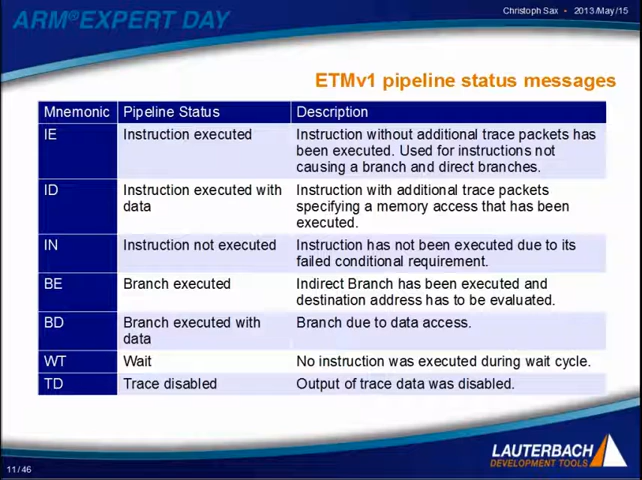 ARM®EXPERT DAY
Christoph Sax • 2013/May/15
ETMv1 pipeline status messages
Mnemonic Pipeline Status Description
IE Instruction executed Instruction without additional trace packets has
been executed. Used for instructions not
causing a branch and direct branches.
ID Instruction executed with Instruction with additional trace packets
data specifying a memory access that has been
executed.
IN Instruction not executed Instruction has not been executed due to its
failed conditional requirement.
BE Branch executed Indirect Branch has been executed and
destination address has to be evaluated.
BD Branch executed with Branch due to data access.
data
WT Wait No instruction was executed during wait cycle.
TD Trace disabled Output of trace data was disabled.
LAUTERBACH
DEVELOPMENT TOOLS
11/46